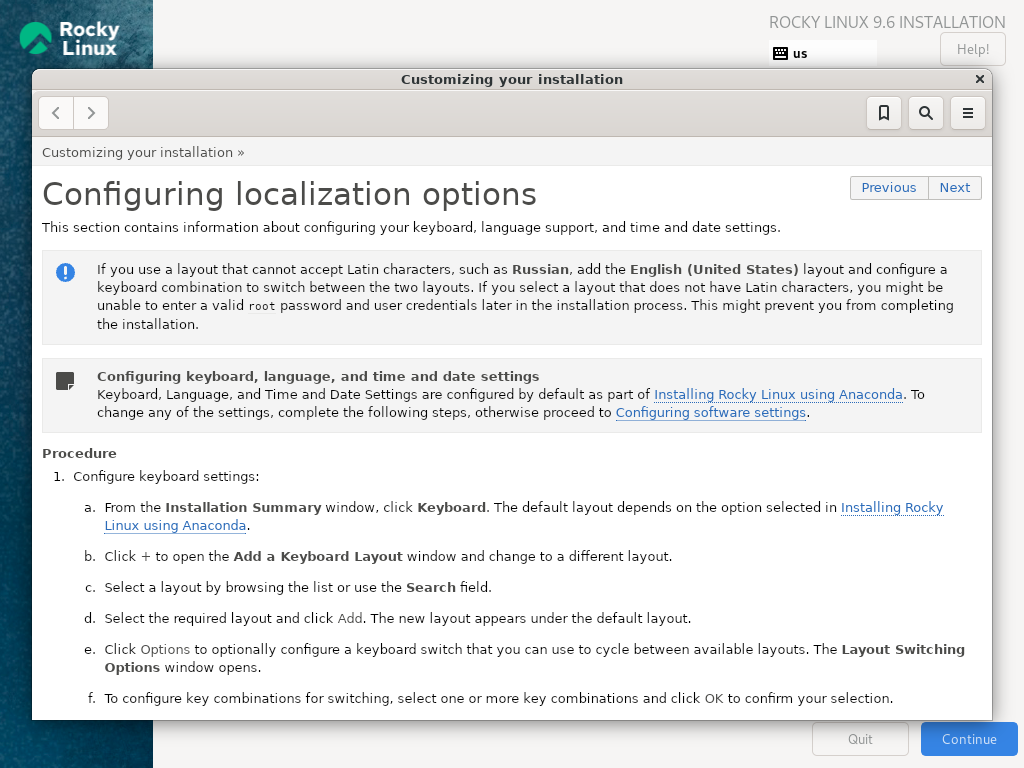 Rocky
Linux
ROCKY LINUX 9.6 INSTALLATION
us
Help!
Customizing your installation
Customizing your installation »
Configuring localization options
Previous
Next
This section contains information about configuring your keyboard, language support, and time and date settings.
If you use a layout that cannot accept Latin characters, such as Russian, add the English (United States) layout and configure a
keyboard combination to switch between the two layouts. If you select a layout that does not have Latin characters, you might be
unable to enter a valid root password and user credentials later in the installation process. This might prevent you from completing
the installation.
Configuring keyboard, language, and time and date settings
Keyboard, Language, and Time and Date Settings are configured by default as part of Installing Rocky Linux using Anaconda. To
change any of the settings, complete the following steps, otherwise proceed to Configuring software settings.
Procedure
1. Configure keyboard settings:
a. From the Installation Summary window, click Keyboard. The default layout depends on the option selected in Installing Rocky
Linux using Anaconda.
b. Click + to open the Add a Keyboard Layout window and change to a different layout.
c. Select a layout by browsing the list or use the Search field.
d. Select the required layout and click Add. The new layout appears under the default layout.
e. Click Options to optionally configure a keyboard switch that you can use to cycle between available layouts. The Layout Switching
Options window opens.
f. To configure key combinations for switching, select one or more key combinations and click OK to confirm your selection.
Quit
Continue